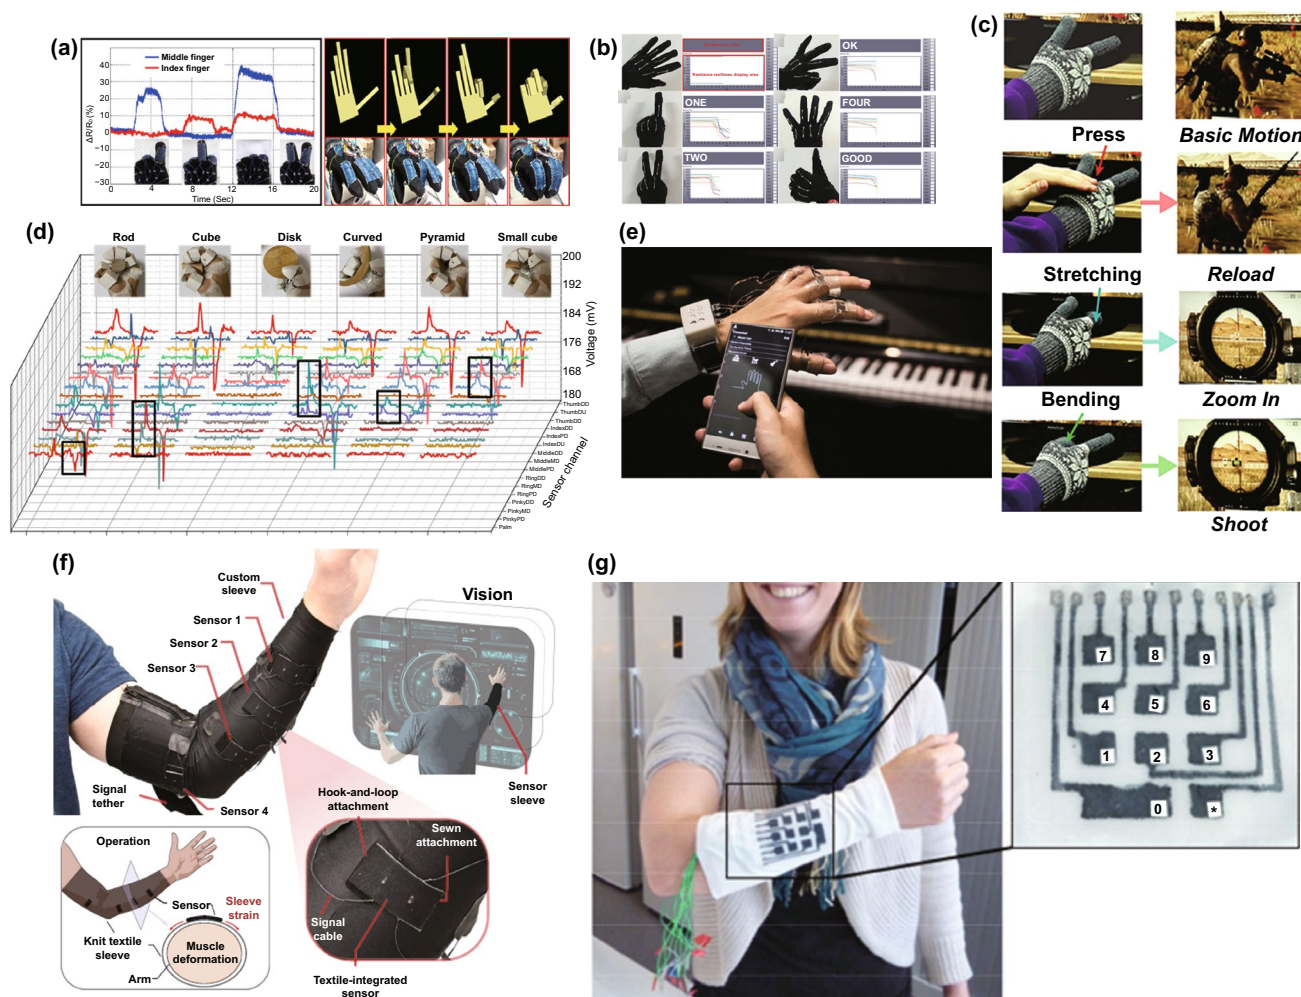 (a)
Middle finger
Index finger
ΔR/R₀ (%)
40
30
20
10
0
−10
−20
−30
0
4
8
12
16
20
Time (Sec)
(b)
Resistance realtimes display area
OK
ONE
FOUR
TWO
GOOD
(c)
Press
Basic Motion
Stretching
Reload
Bending
Zoom In
Shoot
(d)
Rod
Cube
Disk
Curved
Pyramid
Small cube
200
192
184
176
168
180
Voltage (mV)
ThumbDD
ThumbDU
ThumbDD
IndexDD
IndexPD
IndexDU
MiddleDD
MiddleMD
MiddlePD
RingDD
RingMD
RingPD
PinkyDD
PinkyMD
PinkyPD
Palm
Sensor channel
(e)
(f)
Custom
sleeve
Sensor 1
Sensor 2
Sensor 3
Signal
tether
Sensor 4
Vision
Sensor
sleeve
Hook-and-loop
attachment
Sewn
attachment
Signal
cable
Textile-integrated
sensor
Operation
Sensor
Sleeve
strain
Knit textile
sleeve
Muscle
deformation
Arm
(g)
7
8
9
4
5
6
1
2
3
0
*